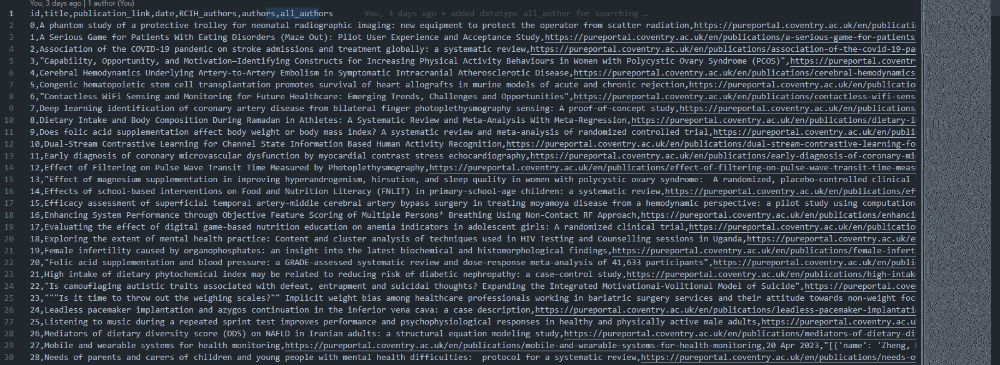 You, 3 days ago | 1 author (You)
1 id,title,publication_link,date,RCIH_authors,authors,all_authors You, 3 days ago • added datatype all_auther for searching …
2 0,A phantom study of a protective trolley for neonatal radiographic imaging: new equipment to protect the operator from scatter radiation,https://pureportal.coventry.ac.uk/en/publicati
3 1,A Serious Game for Patients With Eating Disorders (Maze Out): Pilot User Experience and Acceptance Study,https://pureportal.coventry.ac.uk/en/publications/a-serious-game-for-patients
4 2,Association of the COVID-19 pandemic on stroke admissions and treatment globally: a systematic review,https://pureportal.coventry.ac.uk/en/publications/association-of-the-covid-19-pa
5 3,"Capability, Opportunity, and Motivation—Identifying Constructs for Increasing Physical Activity Behaviours in Women with Polycystic Ovary Syndrome (PCOS)",https://pureportal.coventry
6 4,Cerebral Hemodynamics Underlying Artery-to-Artery Embolism in Symptomatic Intracranial Atherosclerotic Disease,https://pureportal.coventry.ac.uk/en/publications/cerebral-hemodynamics
7 5,Congenic hematopoietic stem cell transplantation promotes survival of heart allografts in murine models of acute and chronic rejection,https://pureportal.coventry.ac.uk/en/publication
8 6,"Contactless WiFi Sensing and Monitoring for Future Healthcare: Emerging Trends, Challenges and Opportunities",https://pureportal.coventry.ac.uk/en/publications/contactless-wifi-sens
9 7,Deep learning identification of coronary artery disease from bilateral finger photoplethysmography sensing: A proof-of-concept study,https://pureportal.coventry.ac.uk/en/publications/
10 8,Dietary Intake and Body Composition During Ramadan in Athletes: A Systematic Review and Meta-Analysis With Meta-Regression,https://pureportal.coventry.ac.uk/en/publications/dietary-i
11 9,Does folic acid supplementation affect body weight or body mass index? A systematic review and meta-analysis of randomized controlled trial,https://pureportal.coventry.ac.uk/en/publi
12 10,Dual-Stream Contrastive Learning for Channel State Information Based Human Activity Recognition,https://pureportal.coventry.ac.uk/en/publications/dual-stream-contrastive-learning-fo
13 11,Early diagnosis of coronary microvascular dysfunction by myocardial contrast stress echocardiography,https://pureportal.coventry.ac.uk/en/publications/early-diagnosis-of-coronary-mi
14 12,Effect of Filtering on Pulse Wave Transit Time Measured by Photoplethysmography,https://pureportal.coventry.ac.uk/en/publications/effect-of-filtering-on-pulse-wave-transit-time-meas
15 13,"Effect of magnesium supplementation in improving hyperandrogenism, hirsutism, and sleep quality in women with polycystic ovary syndrome:  A randomized, placebo-controlled clinical
16 14,Effects of school-based interventions on Food and Nutrition Literacy (FNLIT) in primary-school-age children: a systematic review,https://pureportal.coventry.ac.uk/en/publications/ef
17 15,Efficacy assessment of superficial temporal artery-middle cerebral artery bypass surgery in treating moyamoya disease from a hemodynamic perspective: a pilot study using computation
18 16,Enhancing System Performance through Objective Feature Scoring of Multiple Persons’ Breathing Using Non-Contact RF Approach,https://pureportal.coventry.ac.uk/en/publications/enhanci
19 17,Evaluating the effect of digital game-based nutrition education on anemia indicators in adolescent girls: A randomized clinical trial,https://pureportal.coventry.ac.uk/en/publication
20 18,Exploring the extent of mental health practice: Content and cluster analysis of techniques used in HIV Testing and Counselling sessions in Uganda,https://pureportal.coventry.ac.uk/e
21 19,Female infertility caused by organophosphates: an insight into the latest biochemical and histomorphological findings,https://pureportal.coventry.ac.uk/en/publications/female-infert
22 20,"Folic acid supplementation and blood pressure: a GRADE-assessed systematic review and dose-response meta-analysis of 41,633 participants",https://pureportal.coventry.ac.uk/en/publi
23 21,High intake of dietary phytochemical index may be related to reducing risk of diabetic nephropathy: a case–control study,https://pureportal.coventry.ac.uk/en/publications/high-intak
24 22,"Is camouflaging autistic traits associated with defeat, entrapment and suicidal thoughts? Expanding the Integrated Motivational-Volitional Model of Suicide",https://pureportal.cove
25 23,"""Is it time to throw out the weighing scales?"" Implicit weight bias among healthcare professionals working in bariatric surgery services and their attitude towards non-weight foc
26 24,Leadless pacemaker implantation and azygos continuation in the inferior vena cava: a case description,https://pureportal.coventry.ac.uk/en/publications/leadless-pacemaker-implantati
27 25,Listening to music during a repeated sprint test improves performance and psychophysiological responses in healthy and physically active male adults,https://pureportal.coventry.ac.u
28 26,Mediators of dietary diversity score (DDS) on NAFLD in Iranian adults: a structural equation modeling study,https://pureportal.coventry.ac.uk/en/publications/mediators-of-dietary-di
29 27,Mobile and wearable systems for health monitoring,https://pureportal.coventry.ac.uk/en/publications/mobile-and-wearable-systems-for-health-monitoring,20 Apr 2023,"[{'name': 'Zheng,
30 28,Needs of parents and carers of children and young people with mental health difficulties:  protocol for a systematic review,https://pureportal.coventry.ac.uk/en/publications/needs-o